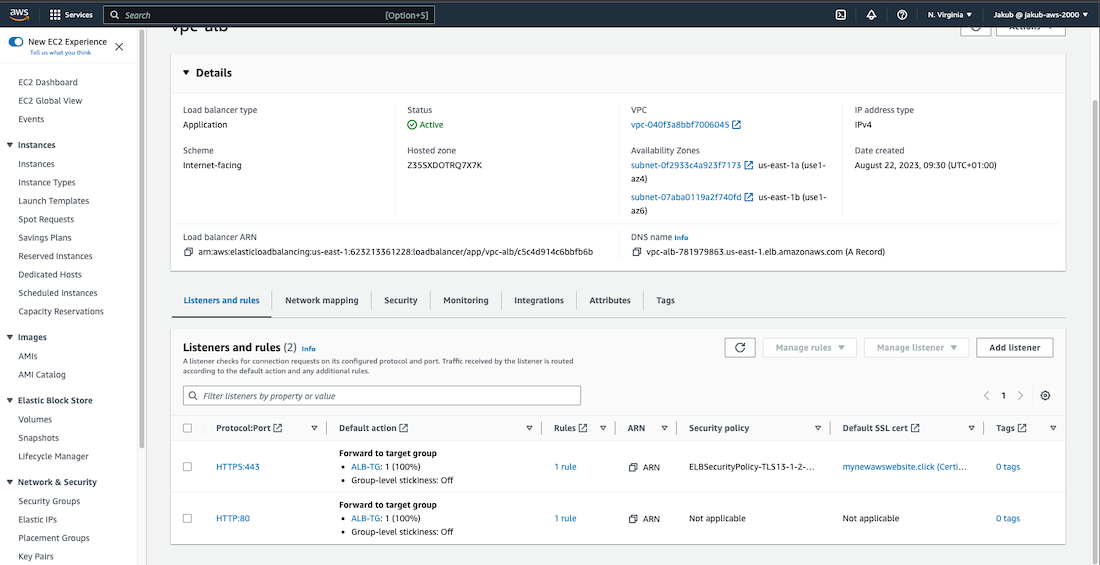 aws
Services
Search
[Option+S]
N. Virginia
Jakub @ jakub-aws-2000
New EC2 Experience
Tell us what you think
EC2 Dashboard
EC2 Global View
Events
Instances
Instances
Instance Types
Launch Templates
Spot Requests
Savings Plans
Reserved Instances
Dedicated Hosts
Scheduled Instances
Capacity Reservations
Images
AMIs
AMI Catalog
Elastic Block Store
Volumes
Snapshots
Lifecycle Manager
Network & Security
Security Groups
Elastic IPs
Placement Groups
Key Pairs
vpc-alb
Actions
Details
Load balancer type
Application
Status
Active
VPC
vpc-040f3a8bbf7006045
IP address type
IPv4
Scheme
Internet-facing
Hosted zone
Z35SXDOTRQ7X7K
Availability Zones
subnet-0f2933c4a923f7173 us-east-1a (use1-
az4)
subnet-07aba0119a2f740fd us-east-1b (use1-
az6)
Date created
August 22, 2023, 09:30 (UTC+01:00)
Load balancer ARN
arn:aws:elasticloadbalancing:us-east-1:623213361228:loadbalancer/app/vpc-alb/c5c4d914c6bbfb6b
DNS name Info
vpc-alb-781979863.us-east-1.elb.amazonaws.com (A Record)
Listeners and rules
Network mapping
Security
Monitoring
Integrations
Attributes
Tags
Listeners and rules (2) Info
A listener checks for connection requests on its configured protocol and port. Traffic received by the listener is routed
according to the default action and any additional rules.
Manage rules
Manage listener
Add listener
Filter listeners by property or value
1
Protocol:Port
Default action
Rules
ARN
Security policy
Default SSL cert
Tags
HTTPS:443
Forward to target group
• ALB-TG: 1 (100%)
• Group-level stickiness: Off
1 rule
ARN
ELBSecurityPolicy-TLS13-1-2-...
mynewawswebsite.click (Certi...
0 tags
HTTP:80
Forward to target group
• ALB-TG: 1 (100%)
• Group-level stickiness: Off
1 rule
ARN
Not applicable
Not applicable
0 tags